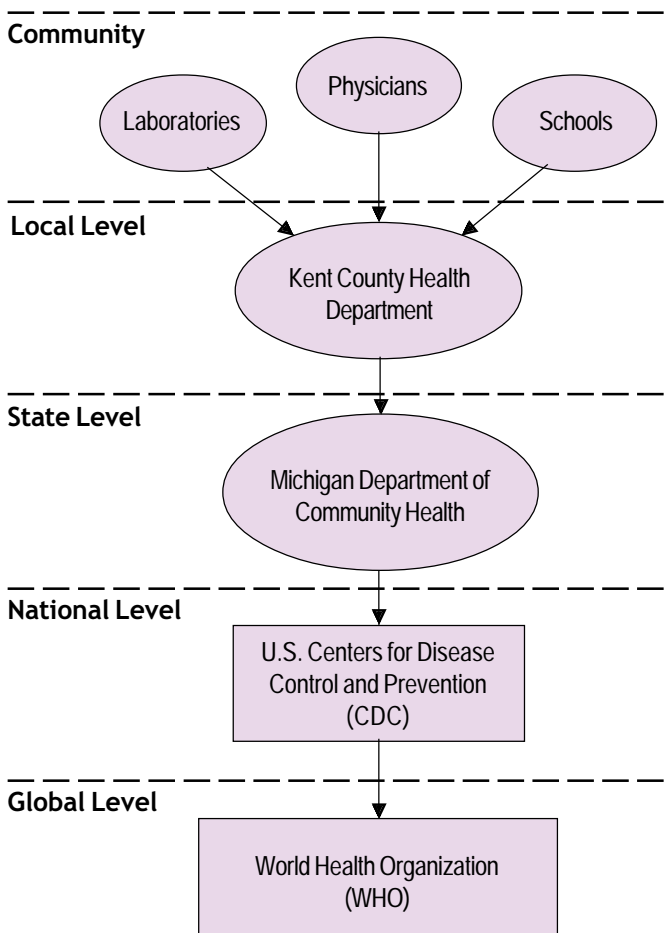 Community
Physicians
Laboratories
Schools
Local Level
Kent County Health
Department
State Level
Michigan Department of
Community Health
National Level
U.S. Centers for Disease
Control and Prevention
(CDC)
Global Level
World Health Organization
(WHO)